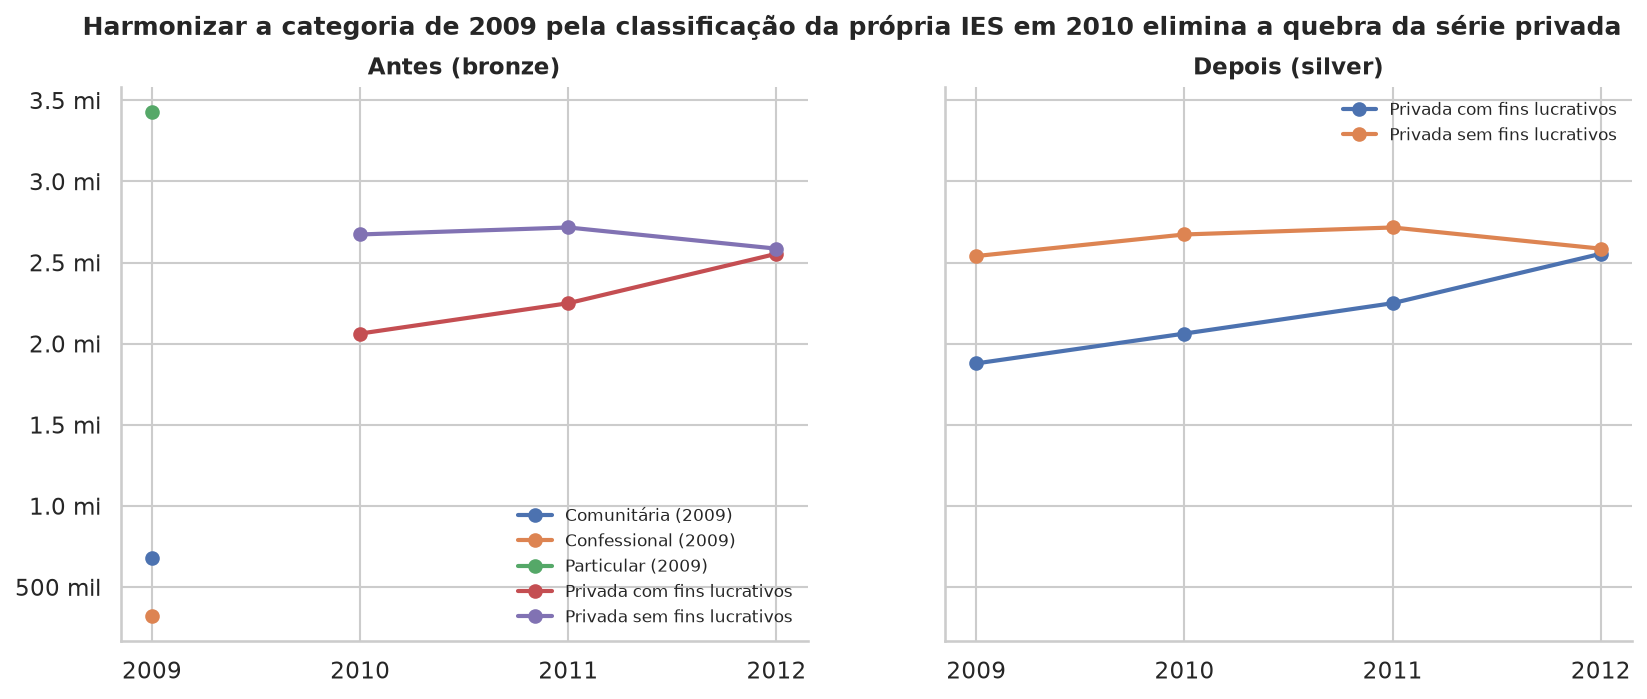 Harmonizar a categoria de 2009 pela classificação da própria IES em 2010 elimina a quebra da série privada
Antes (bronze)
3.5 mi
3.0 mi
2.5 mi
2.0 mi
1.5 mi
1.0 mi
500 mil
Comunitária (2009)
Confessional (2009)
Particular (2009)
Privada com fins lucrativos
Privada sem fins lucrativos
2009 2010 2011 2012
Depois (silver)
Privada com fins lucrativos
Privada sem fins lucrativos
2009 2010 2011 2012